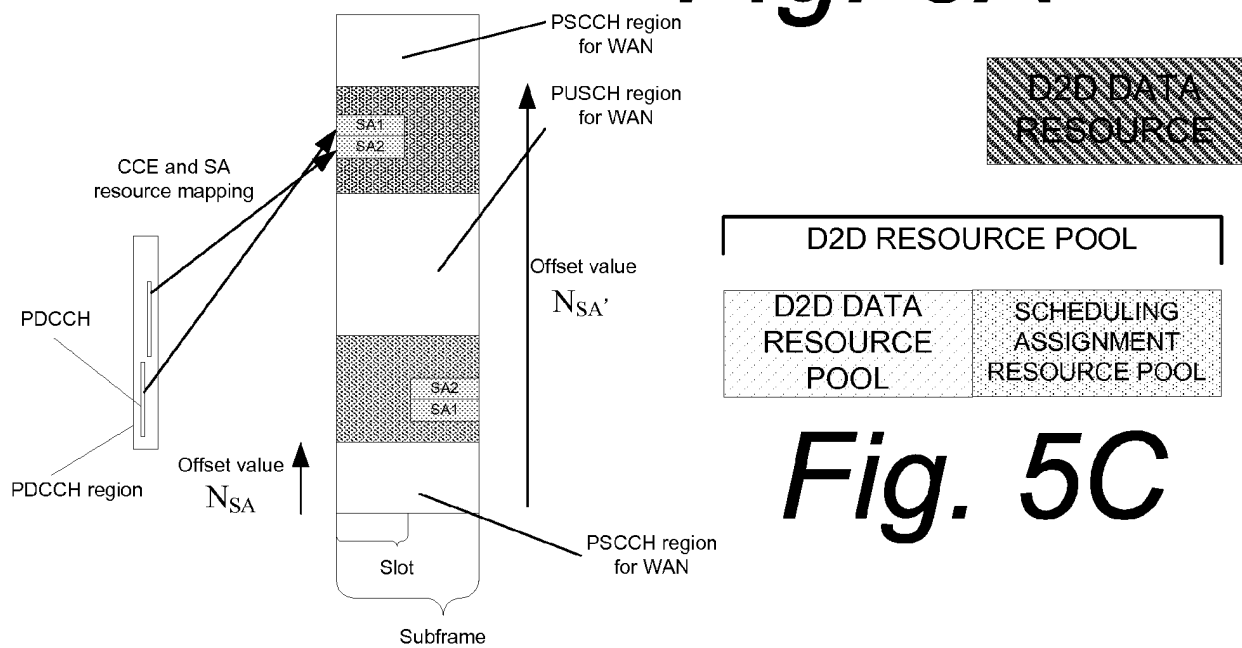 PSCCH region
for WAN
PUSCH region
for WAN
SA1
SA2
CCE and SA
resource mapping
Offset value
N_SA'
PDCCH
SA2
SA1
Offset value
N_SA
PDCCH region
PSCCH region
for WAN
Slot
Subframe
D2D DATA
RESOURCE
D2D RESOURCE POOL
D2D DATA
RESOURCE
POOL
SCHEDULING
ASSIGNMENT
RESOURCE POOL
Fig. 5C